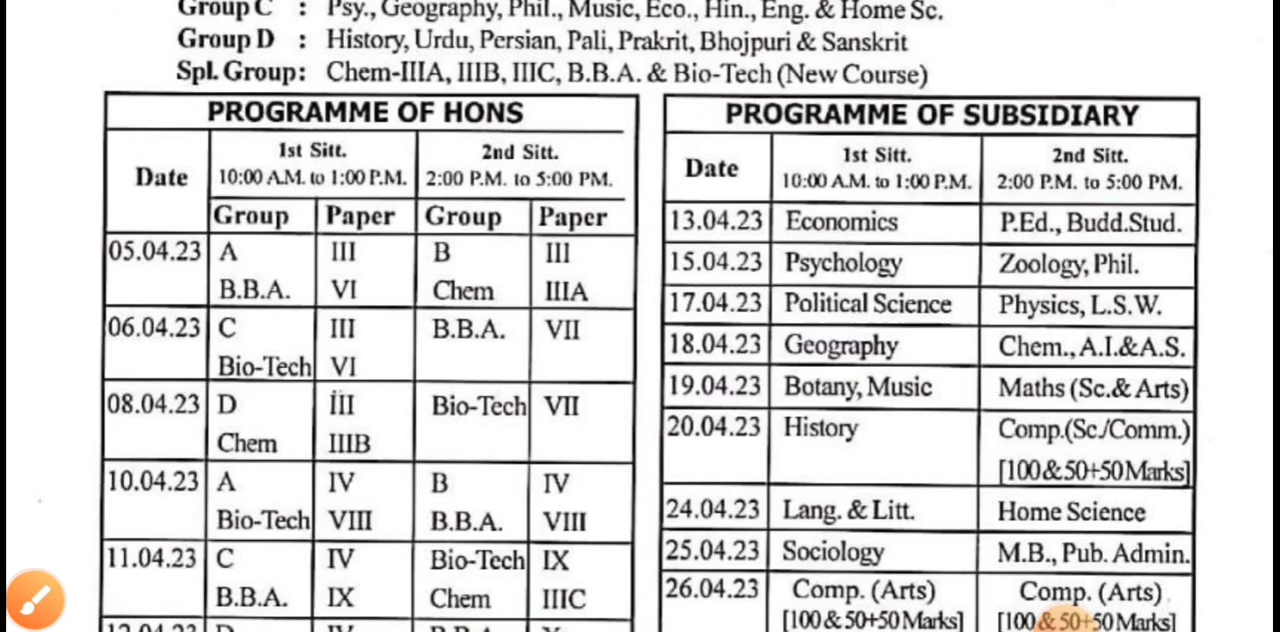 Group C : Psy., Geography, Phil., Music, Eco., Hin., Eng. & Home Sc.
Group D : History, Urdu, Persian, Pali, Prakrit, Bhojpuri & Sanskrit
Spl. Group: Chem-IIIA, IIIB, IIIC, B.B.A. & Bio-Tech (New Course)
PROGRAMME OF HONS
Date 1st Sitt. 2nd Sitt.
10:00 A.M. to 1:00 P.M. 2:00 P.M. to 5:00 PM.
Group Paper Group Paper
05.04.23 A III B III
B.B.A. VI Chem IIIA
06.04.23 C III B.B.A. VII
Bio-Tech VI
08.04.23 D III Bio-Tech VII
Chem IIIB
10.04.23 A IV B IV
Bio-Tech VIII B.B.A. VIII
11.04.23 C IV Bio-Tech IX
B.B.A. IX Chem IIIC
12.04.23 D IV B.B.A. X
PROGRAMME OF SUBSIDIARY
Date 1st Sitt. 2nd Sitt.
10:00 A.M. to 1:00 P.M. 2:00 P.M. to 5:00 PM.
13.04.23 Economics P.Ed., Budd.Stud.
15.04.23 Psychology Zoology, Phil.
17.04.23 Political Science Physics, L.S.W.
18.04.23 Geography Chem., A.I.&A.S.
19.04.23 Botany, Music Maths (Sc.& Arts)
20.04.23 History Comp.(Sc./Comm.)
[100 & 50+50 Marks]
24.04.23 Lang. & Litt. Home Science
25.04.23 Sociology M.B., Pub. Admin.
26.04.23 Comp. (Arts) Comp. (Arts)
[100 & 50+50 Marks] [100 & 50+50 Marks]